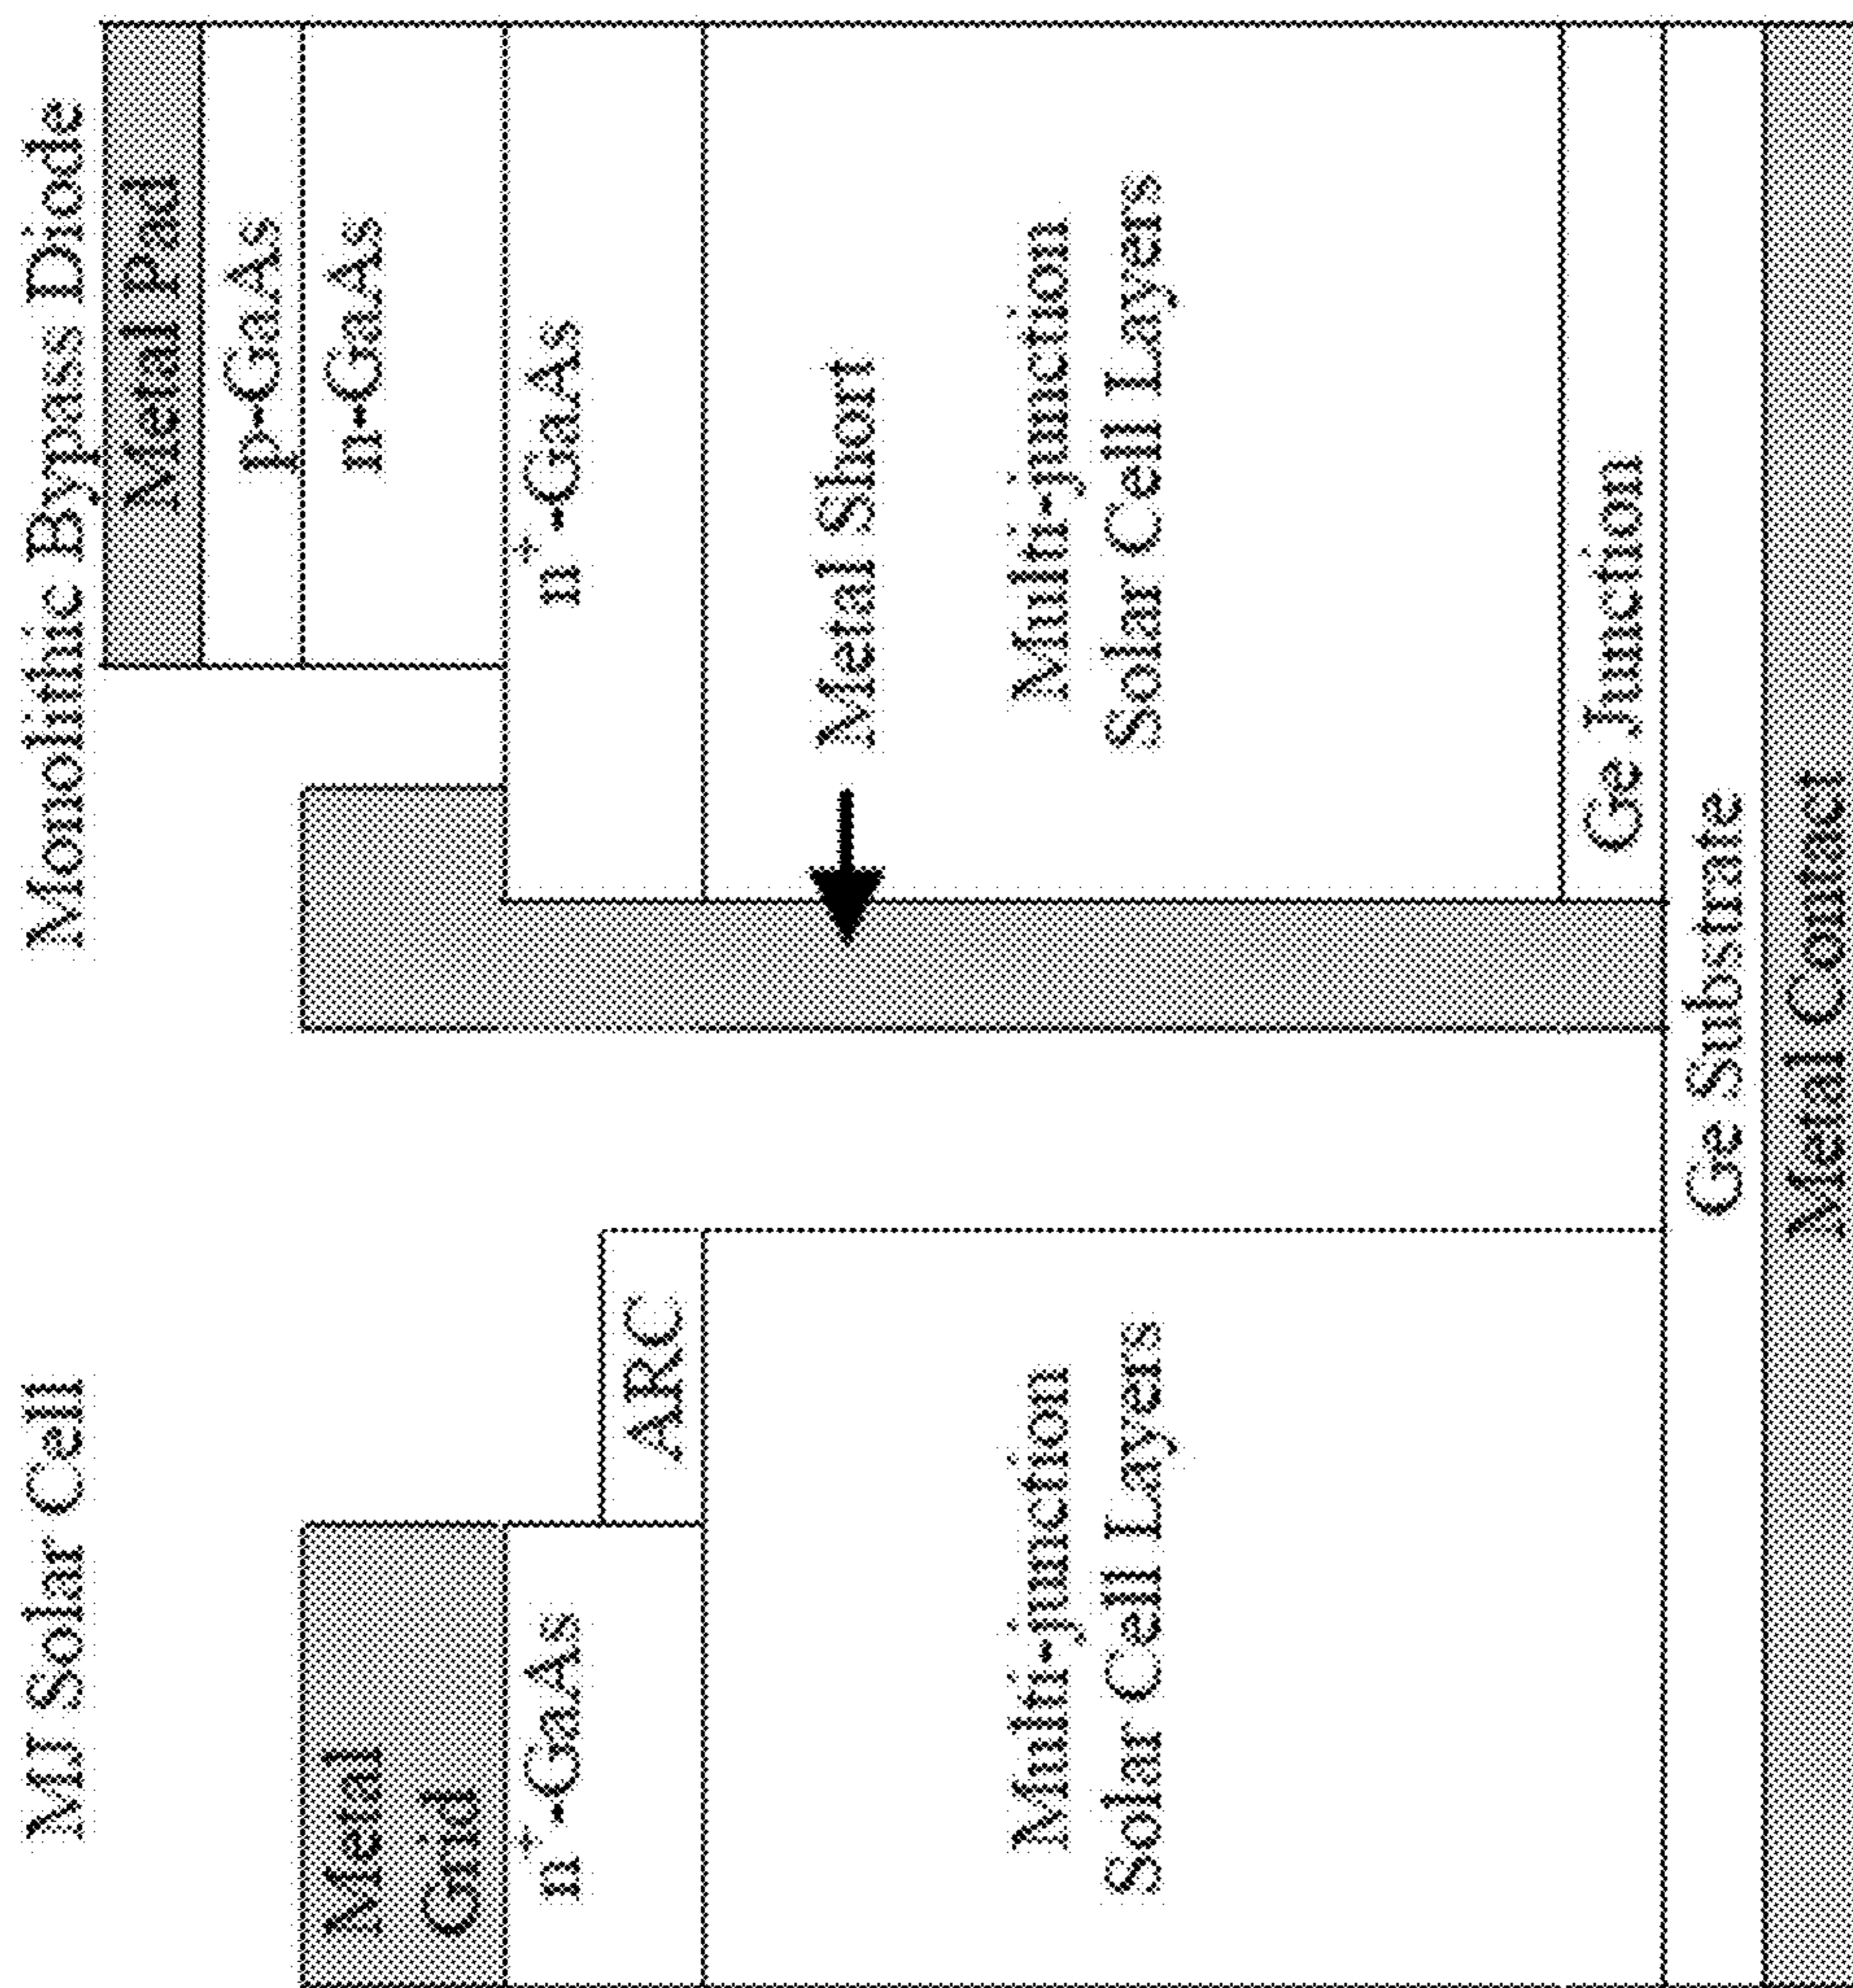 MJ Solar Cell
Monolithic Bypass Diode
Metal
Grid
n⁺-GaAs
ARC
Multi-junction
Solar Cell Layers
Metal Pad
p-GaAs
n-GaAs
n⁺-GaAs
Metal Short
Multi-junction
Solar Cell Layers
Ge Junction
Ge Substrate
Metal Contact